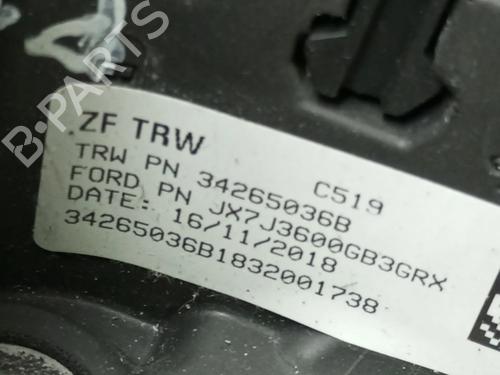 ZF TRW
C519
TRW PN 34265036B
FORD PN JX7J3600GB3GRX
DATE: 16/11/2018
34265036B1832001738
B-PARTS